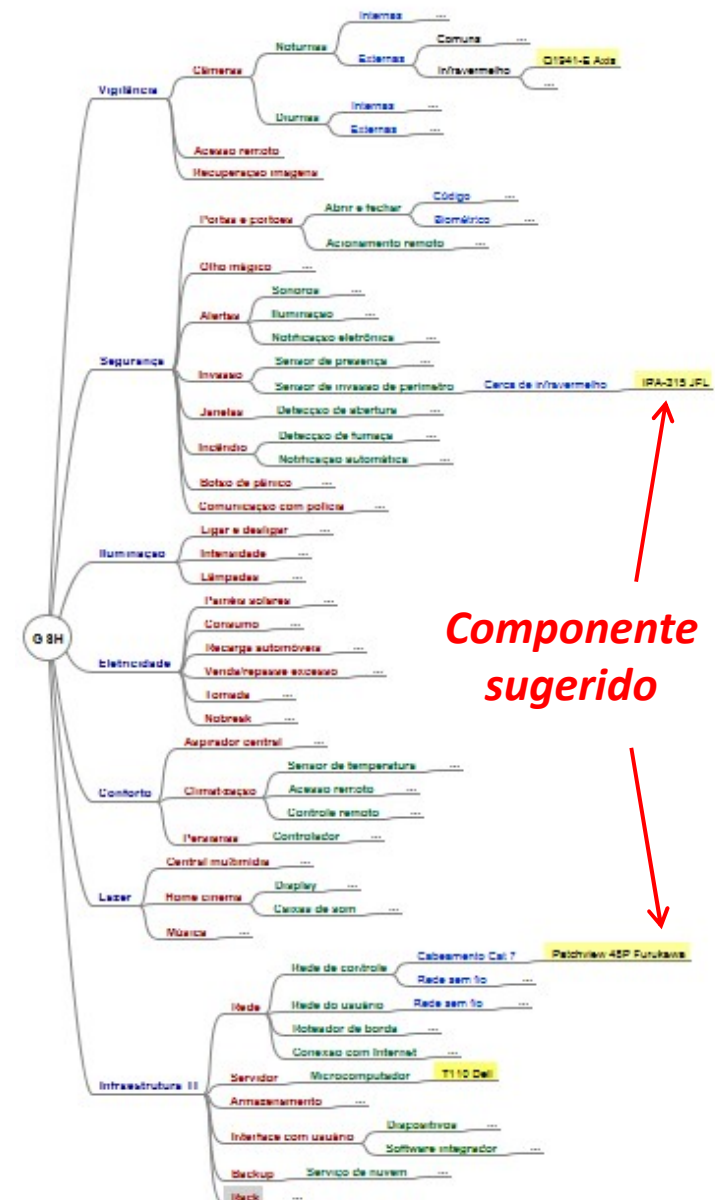 GSH
Vigilância
Câmeras
Noturnas
Internas
...
Externas
Comuns
...
Infravermelho
Q1941-E Axis
...
Diurnas
Internas
...
Externas
...
Acesso remoto
Recuperação imagens
Segurança
Portas e portões
Abrir e fechar
Código
...
Biométrico
...
Acionamento remoto
...
Olho mágico
...
Alertas
Sonoros
...
Iluminação
...
Notificação eletrônica
...
Invasão
Sensor de presença
...
Sensor de invasão de perímetro
Cerca de infravermelho
IRA-315 JFL
Janelas
Detecção de abertura
...
Incêndio
Detecção de fumaça
...
Notificação automática
...
Botão de pânico
...
Comunicação com polícia
...
Iluminação
Ligar e desligar
...
Intensidade
...
Lâmpadas
...
Eletricidade
Painéis solares
...
Consumo
...
Recarga automóveis
...
Venda/repasse excesso
...
Tomada
...
Nobreak
...
Conforto
Aspirador central
...
Climatização
Sensor de temperatura
...
Acesso remoto
...
Controle remoto
...
Persianas
Controlador
...
Lazer
Central multimídia
...
Home cinema
Display
...
Caixas de som
...
Música
...
Infraestrutura TI
Rede
Rede de controle
Cabeamento Cat 7
Patchview 48P Furukawa
Rede sem fio
...
Rede do usuário
Rede sem fio
...
Roteador de borda
...
Conexão com Internet
...
Servidor
Microcomputador
T110 Dell
Armazenamento
...
Interface com usuário
Dispositivos
...
Software integrador
...
Backup
Serviço de nuvem
...
Rack
...
Componente
sugerido